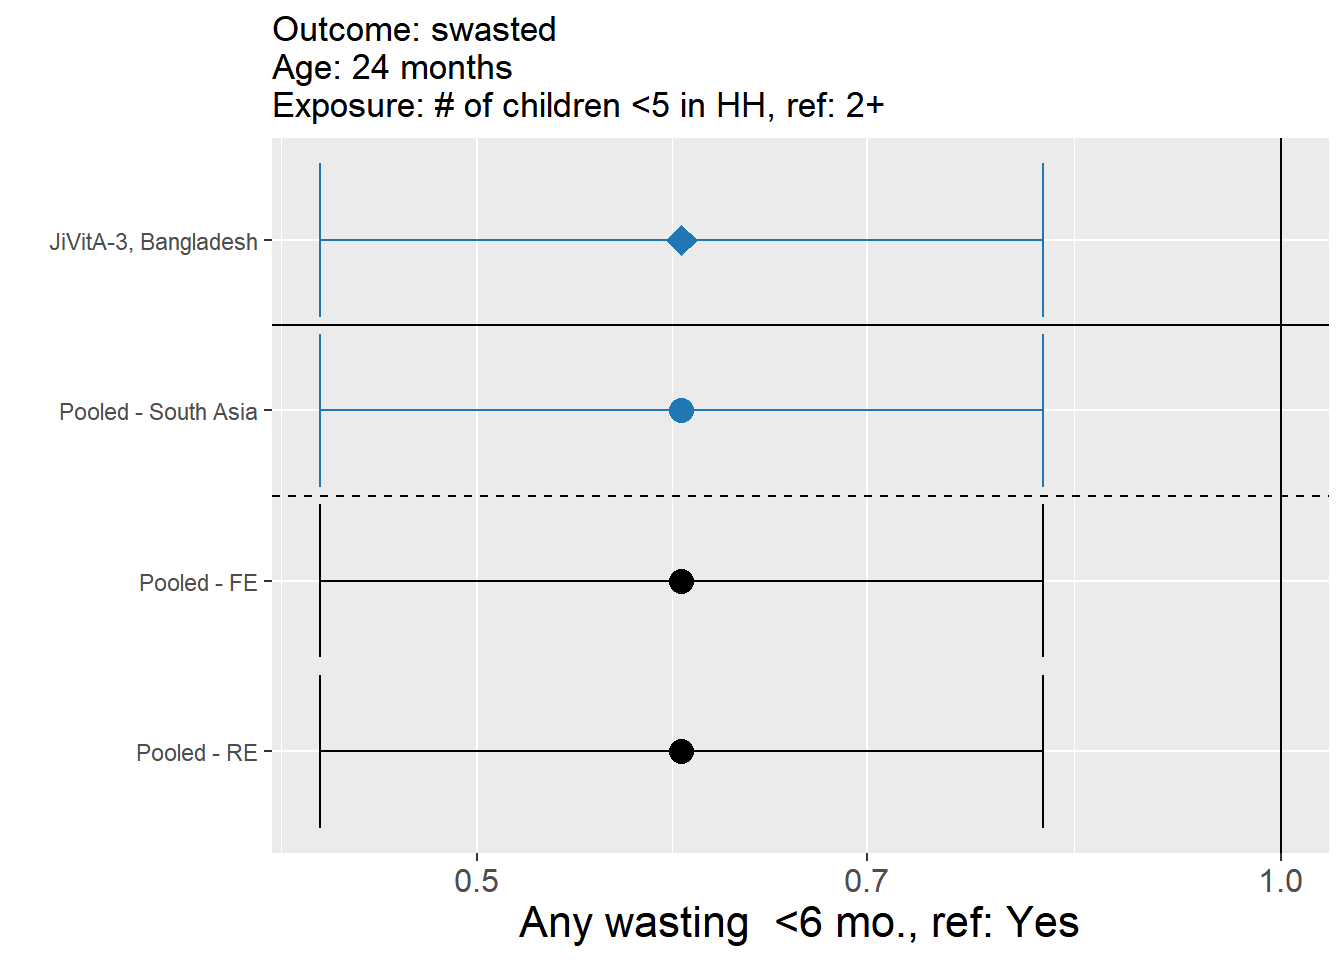 Outcome: swasted
Age: 24 months
Exposure: # of children <5 in HH, ref: 2+
JiVitA-3, Bangladesh
Pooled - South Asia
Pooled - FE
Pooled - RE
0.5 0.7 1.0
Any wasting  <6 mo., ref: Yes